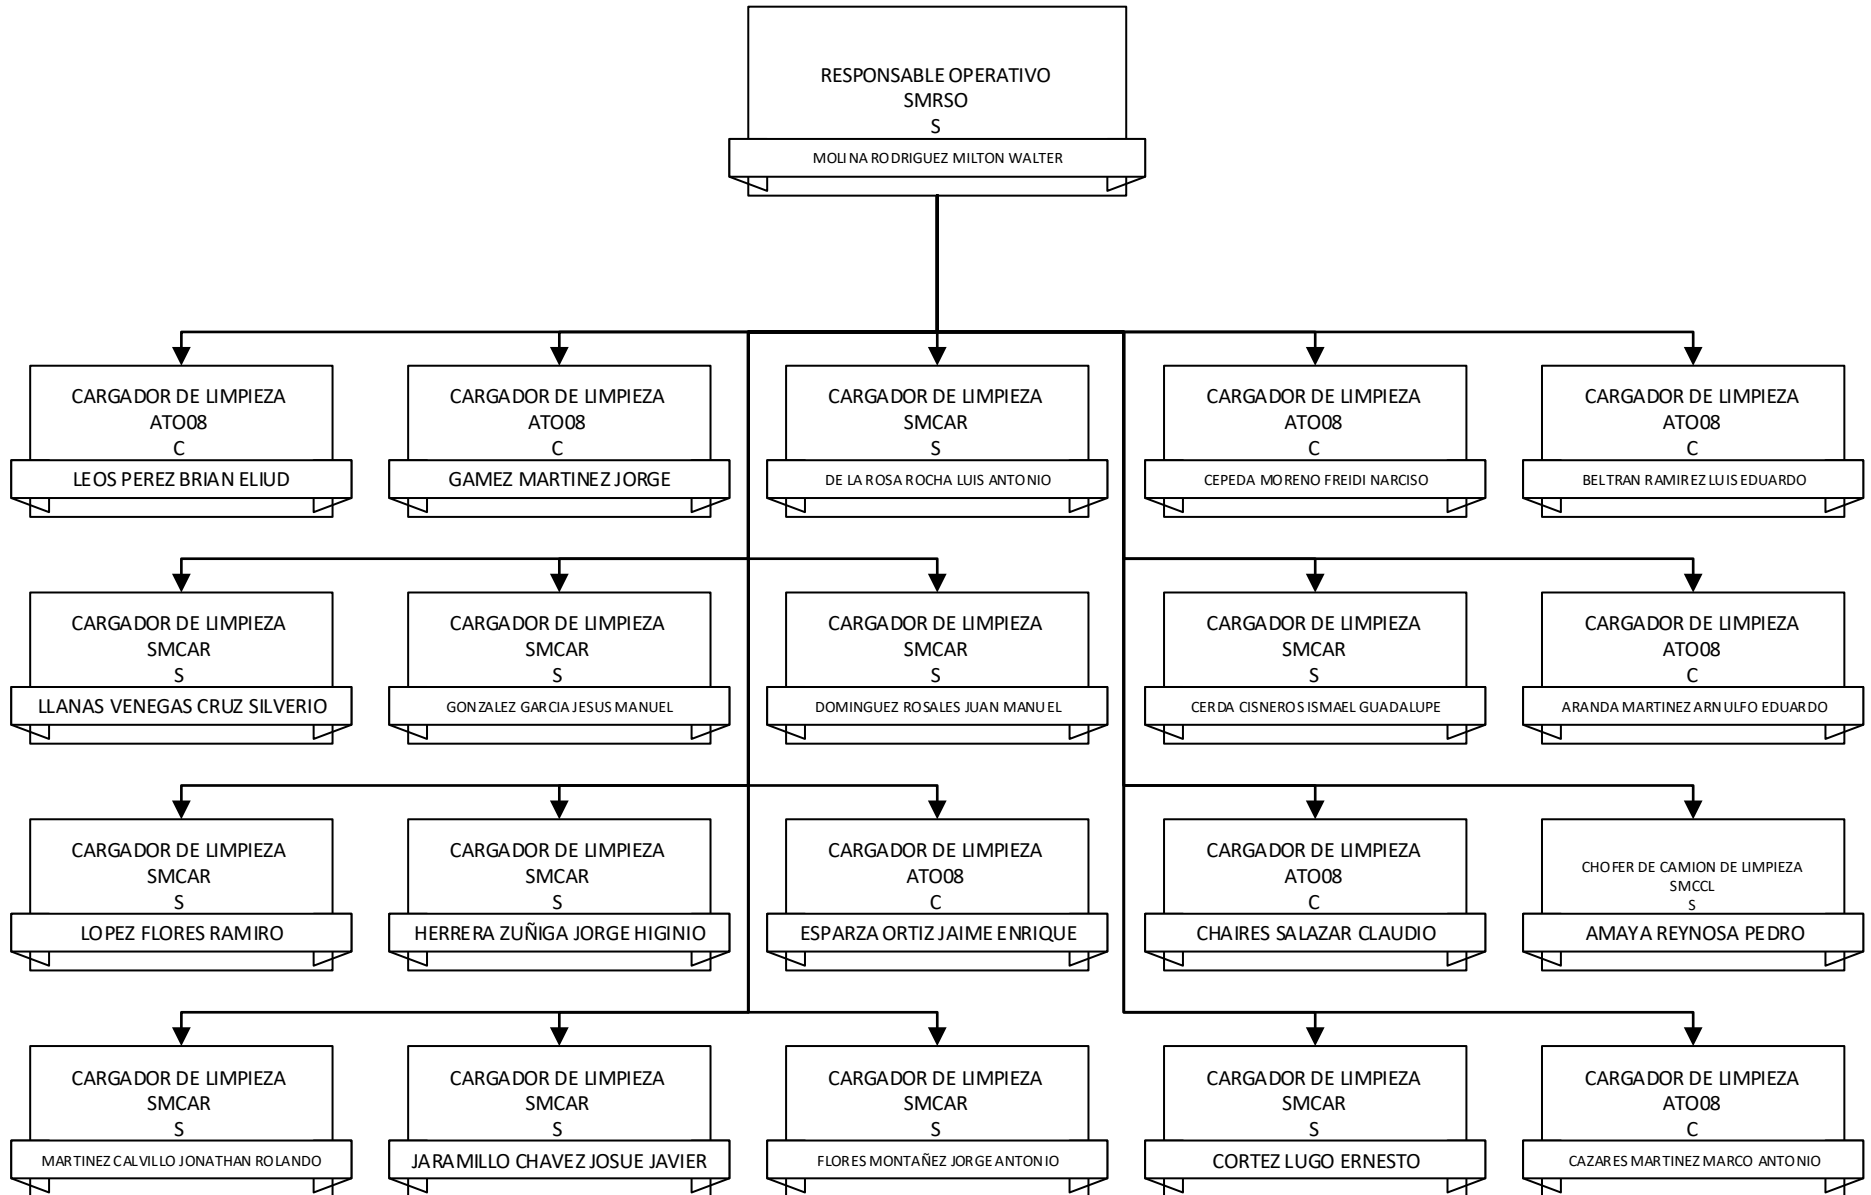 RESPONSABLE OPERATIVO
SMRSO
S
MOLINA RODRIGUEZ MILTON WALTER
CARGADOR DE LIMPIEZA
ATO08
C
LEOS PEREZ BRIAN ELIUD
CARGADOR DE LIMPIEZA
ATO08
C
GAMEZ MARTINEZ JORGE
CARGADOR DE LIMPIEZA
SMCAR
S
DE LA ROSA ROCHA LUIS ANTONIO
CARGADOR DE LIMPIEZA
ATO08
C
CEPEDA MORENO FREIDI NARCISO
CARGADOR DE LIMPIEZA
ATO08
C
BELTRAN RAMIREZ LUIS EDUARDO
CARGADOR DE LIMPIEZA
SMCAR
S
LLANAS VENEGAS CRUZ SILVERIO
CARGADOR DE LIMPIEZA
SMCAR
S
GONZALEZ GARCIA JESUS MANUEL
CARGADOR DE LIMPIEZA
SMCAR
S
DOMINGUEZ ROSALES JUAN MANUEL
CARGADOR DE LIMPIEZA
SMCAR
S
CERDA CISNEROS ISMAEL GUADALUPE
CARGADOR DE LIMPIEZA
ATO08
C
ARANDA MARTINEZ ARNULFO EDUARDO
CARGADOR DE LIMPIEZA
SMCAR
S
LOPEZ FLORES RAMIRO
CARGADOR DE LIMPIEZA
SMCAR
S
HERRERA ZUÑIGA JORGE HIGINIO
CARGADOR DE LIMPIEZA
ATO08
C
ESPARZA ORTIZ JAIME ENRIQUE
CARGADOR DE LIMPIEZA
ATO08
C
CHAIRES SALAZAR CLAUDIO
CHOFER DE CAMION DE LIMPIEZA
SMCCL
S
AMAYA REYNOSA PEDRO
CARGADOR DE LIMPIEZA
SMCAR
S
MARTINEZ CALVILLO JONATHAN ROLANDO
CARGADOR DE LIMPIEZA
SMCAR
S
JARAMILLO CHAVEZ JOSUE JAVIER
CARGADOR DE LIMPIEZA
SMCAR
S
FLORES MONTAÑEZ JORGE ANTONIO
CARGADOR DE LIMPIEZA
SMCAR
S
CORTEZ LUGO ERNESTO
CARGADOR DE LIMPIEZA
ATO08
C
CAZARES MARTINEZ MARCO ANTONIO